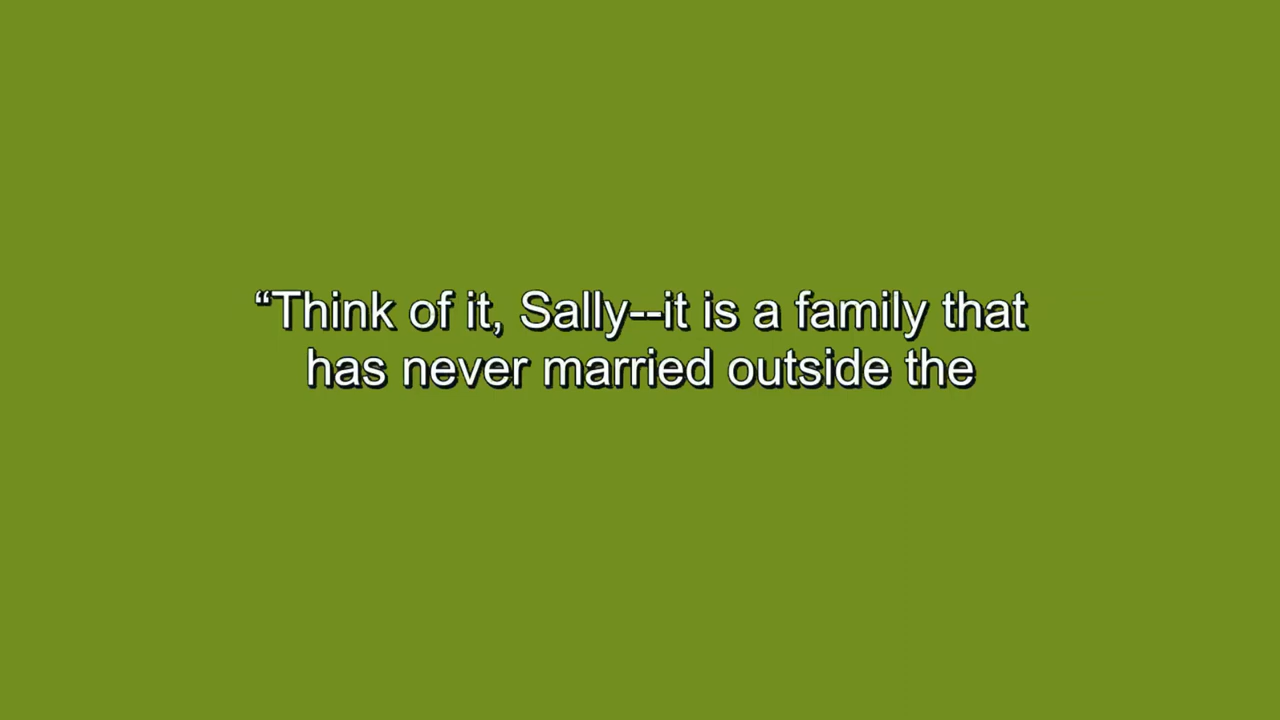 “Think of it, Sally--it is a family that
has never married outside the